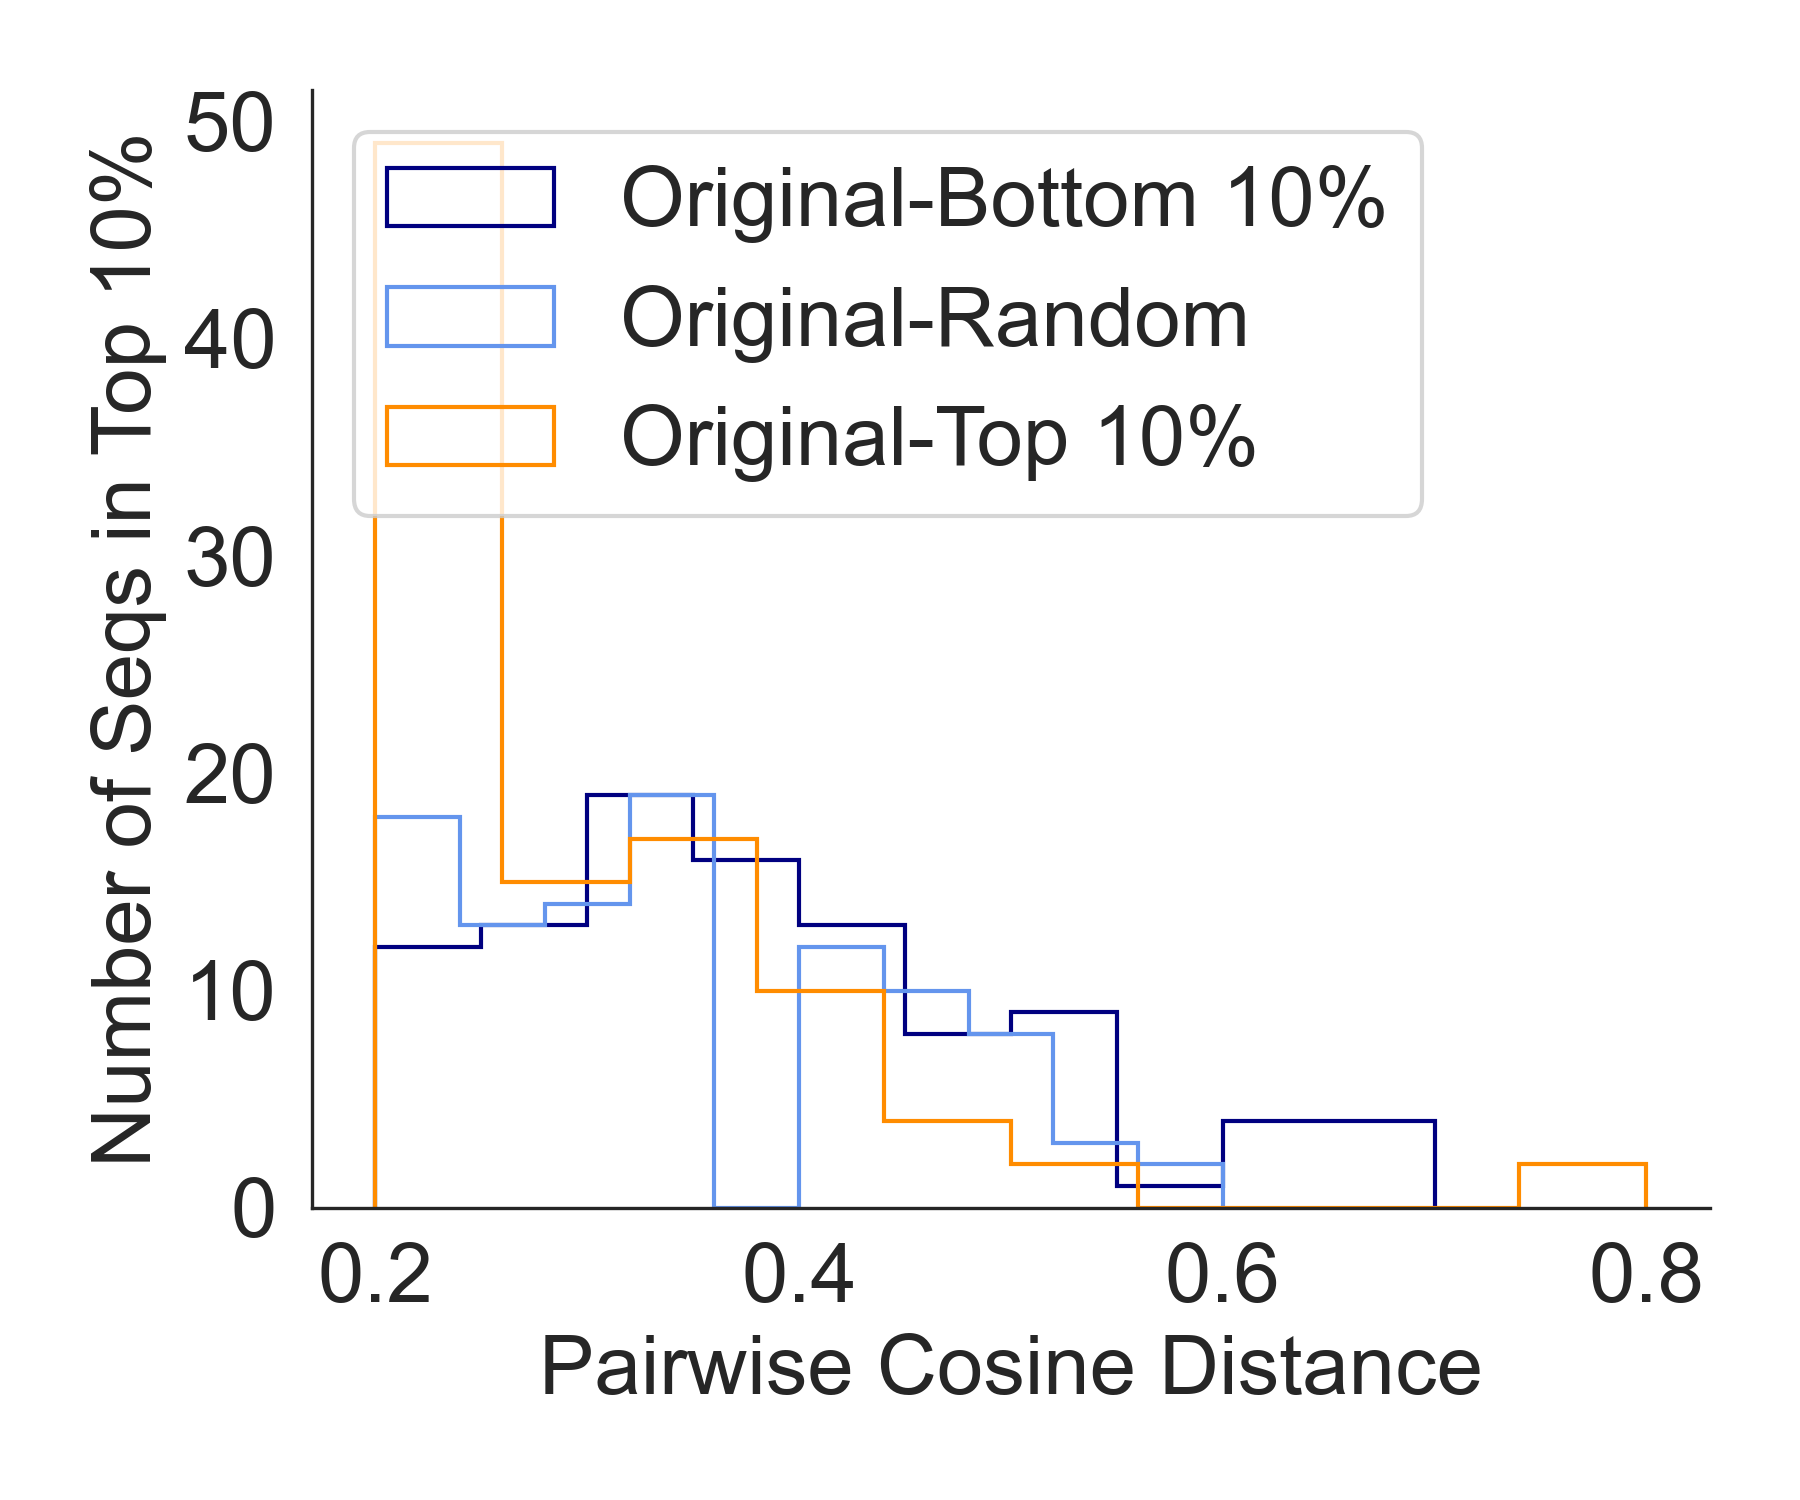 Number of Seqs in Top 10%
50
40
30
20
10
0
Original-Bottom 10%
Original-Random
Original-Top 10%
0.2 0.4 0.6 0.8
Pairwise Cosine Distance